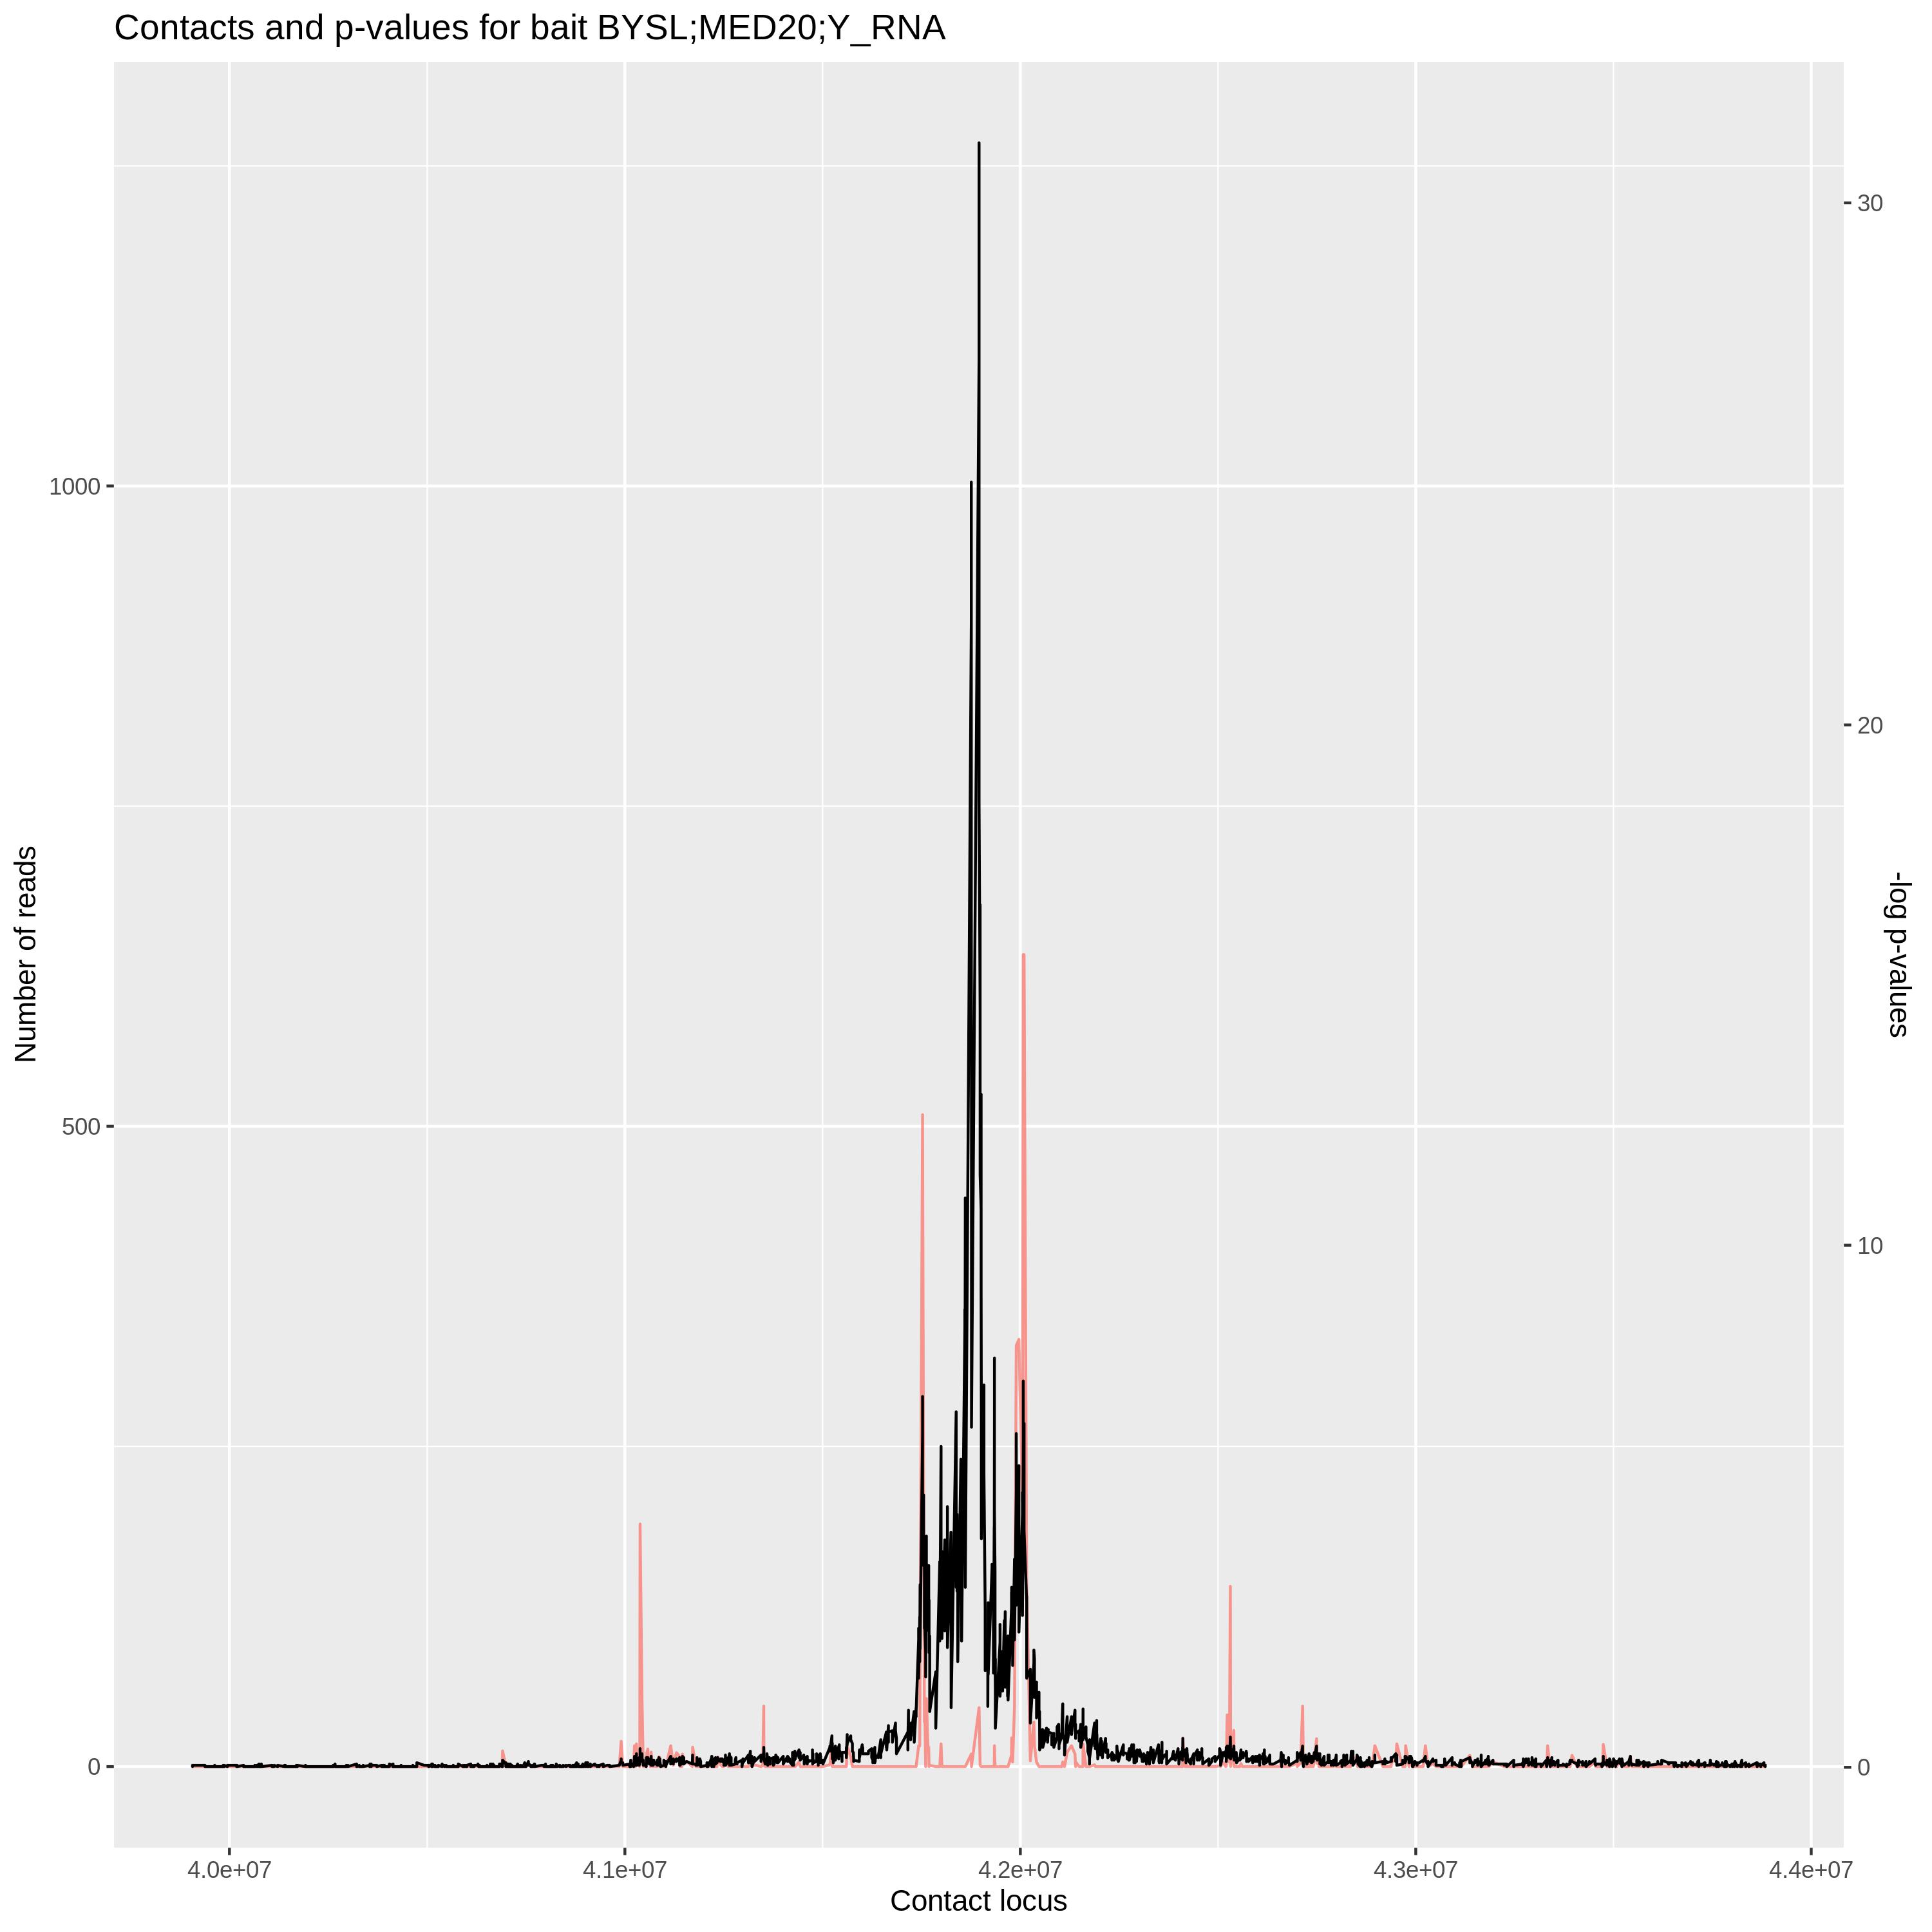 Contacts and p-values for bait BYSL;MED20;Y_RNA
1000
500
0
Number of reads
30
20
10
0
-log p-values
4.0e+07
4.1e+07
4.2e+07
4.3e+07
4.4e+07
Contact locus